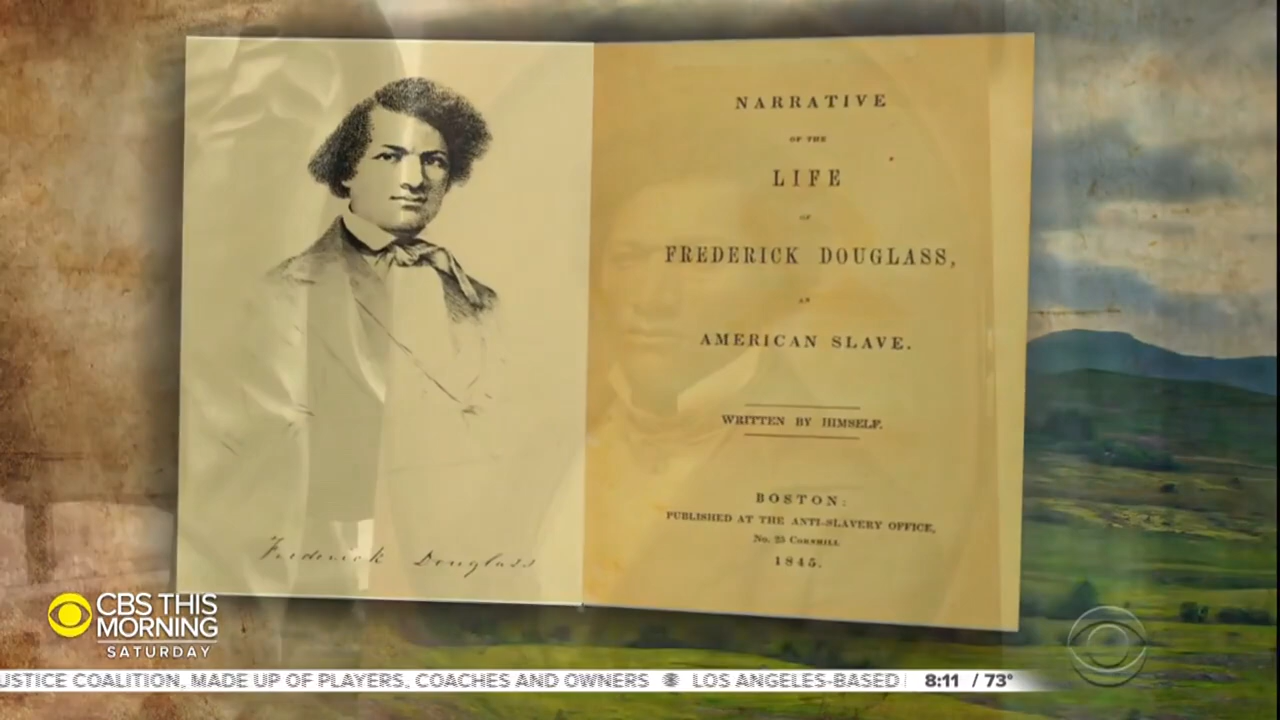 NARRATIVE
OF THE
LIFE
OF
FREDERICK DOUGLASS,
AN
AMERICAN SLAVE.
WRITTEN BY HIMSELF.
BOSTON:
PUBLISHED AT THE ANTI-SLAVERY OFFICE,
No. 25 CORNHILL
1845.
Frederick Douglass
CBS THIS
MORNING
SATURDAY
USTICE COALITION, MADE UP OF PLAYERS, COACHES AND OWNERS LOS ANGELES-BASED 8:11 / 73°